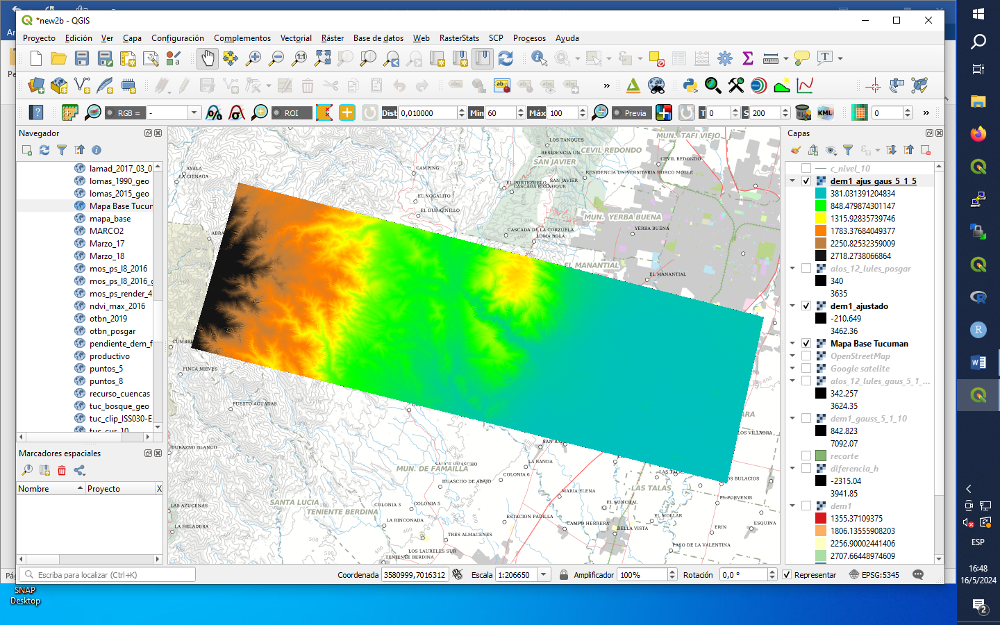 *new2b - QGIS
Proyecto Edición Ver Capa Configuración Complementos Vectorial Ráster Base de datos Web RasterStats SCP Procesos Ayuda
RGB = - ROI Dist 0,010000 Min 60 Máx 100 Previa T 0 S 200 KML 0 »
Navegador
lamad_2017_03_0
lomas_1990_geo
lomas_2015_geo
Mapa Base Tucum
mapa_base
MARCO2
Marzo_17
Marzo_18
mos_ps_l8_2016
mos_ps_l8_2016_g
mos_ps_render_4
ndvi_max_2016
otbn_2019
otbn_posgar
pendiente_dem_f
productivo
puntos_5
puntos_8
recurso_cuencas
tuc_bosque_geo
tuc_clip_ISS030-E
tuc_cur_10
Marcadores espaciales
Nombre Proyecto X
MUN. TAFI VIEJO
LOS TANQUES
RESIDENCIA UN.
CEVIL REDONDO
SAN JAVIER
CEVIL REDONDO
AYALA
LA CIENAGA
CAMPING
RESIDENCIA UNIVERSITARIA HORCO MOLLE
EL PORTEZUELO
SAN JAVIER
CASCADA RIO NOQUE
EL NOGALITO
EL DURAZNILLO
MUN. YERBA BUENA
CASCADA DE LA CORZUELA
YERBA BUENA
LOMA BOLA
ABRA
EL MANANTIAL
EL MANANTIAL
CUMBRE
FINCA NIEVES
PUESTO AGUADAS
ARA
LOS VILLAGRA
DURAZNO BLANCO
SAN RA
SAUCE HUASCHO
LA BANDA
MUN. DE FAMAILLA
COLONIA 6
HUASCHO DE ABAJO
LAS TALAS
LOS BULACIOS
MARIA ELENA
EL PORVENIR
SANTA LUCIA
LAS AZUCENAS
COLONIA 3
COLONIA 5
EL SUNCHAL
TENIENTE BERDINA
LA RINCONADA
ESTACION PADILLA
EL MOLLAR
ESQUINA
CAMPO HERRERA
LA HELADERA
BELLA VISTA
ERIN
TRES ALMACENES
PASO DE LA VALENTINA
LOS LAURELES SUR
TENIENTE BERDINA
Capas
c_nivel_10
dem1_ajus_gaus_5_1_5
381.031391204834
848.479874301147
1315.92835739746
1783.37684049377
2250.82532359009
2718.2738066864
alos_12_lules_posgar
340
3635
dem1_ajustado
-210.649
3462.36
Mapa Base Tucuman
OpenStreetMap
Google satelite
alos_12_lules_gaus_5_1_...
342.257
3624.35
dem1_gauss_5_1_10
842.823
7092.07
recorte
diferencia_h
-2315.04
3941.85
dem1
1355.37109375
1806.13555908203
2256.90002441406
2707.66448974609
Escriba para localizar (Ctrl+K)
Coordenada 3580999,7016312 Escala 1:206650 Amplificador 100% Rotación 0,0 ° Representar EPSG:5345
SNAP
Desktop
ESP
16:48
16/5/2024
2